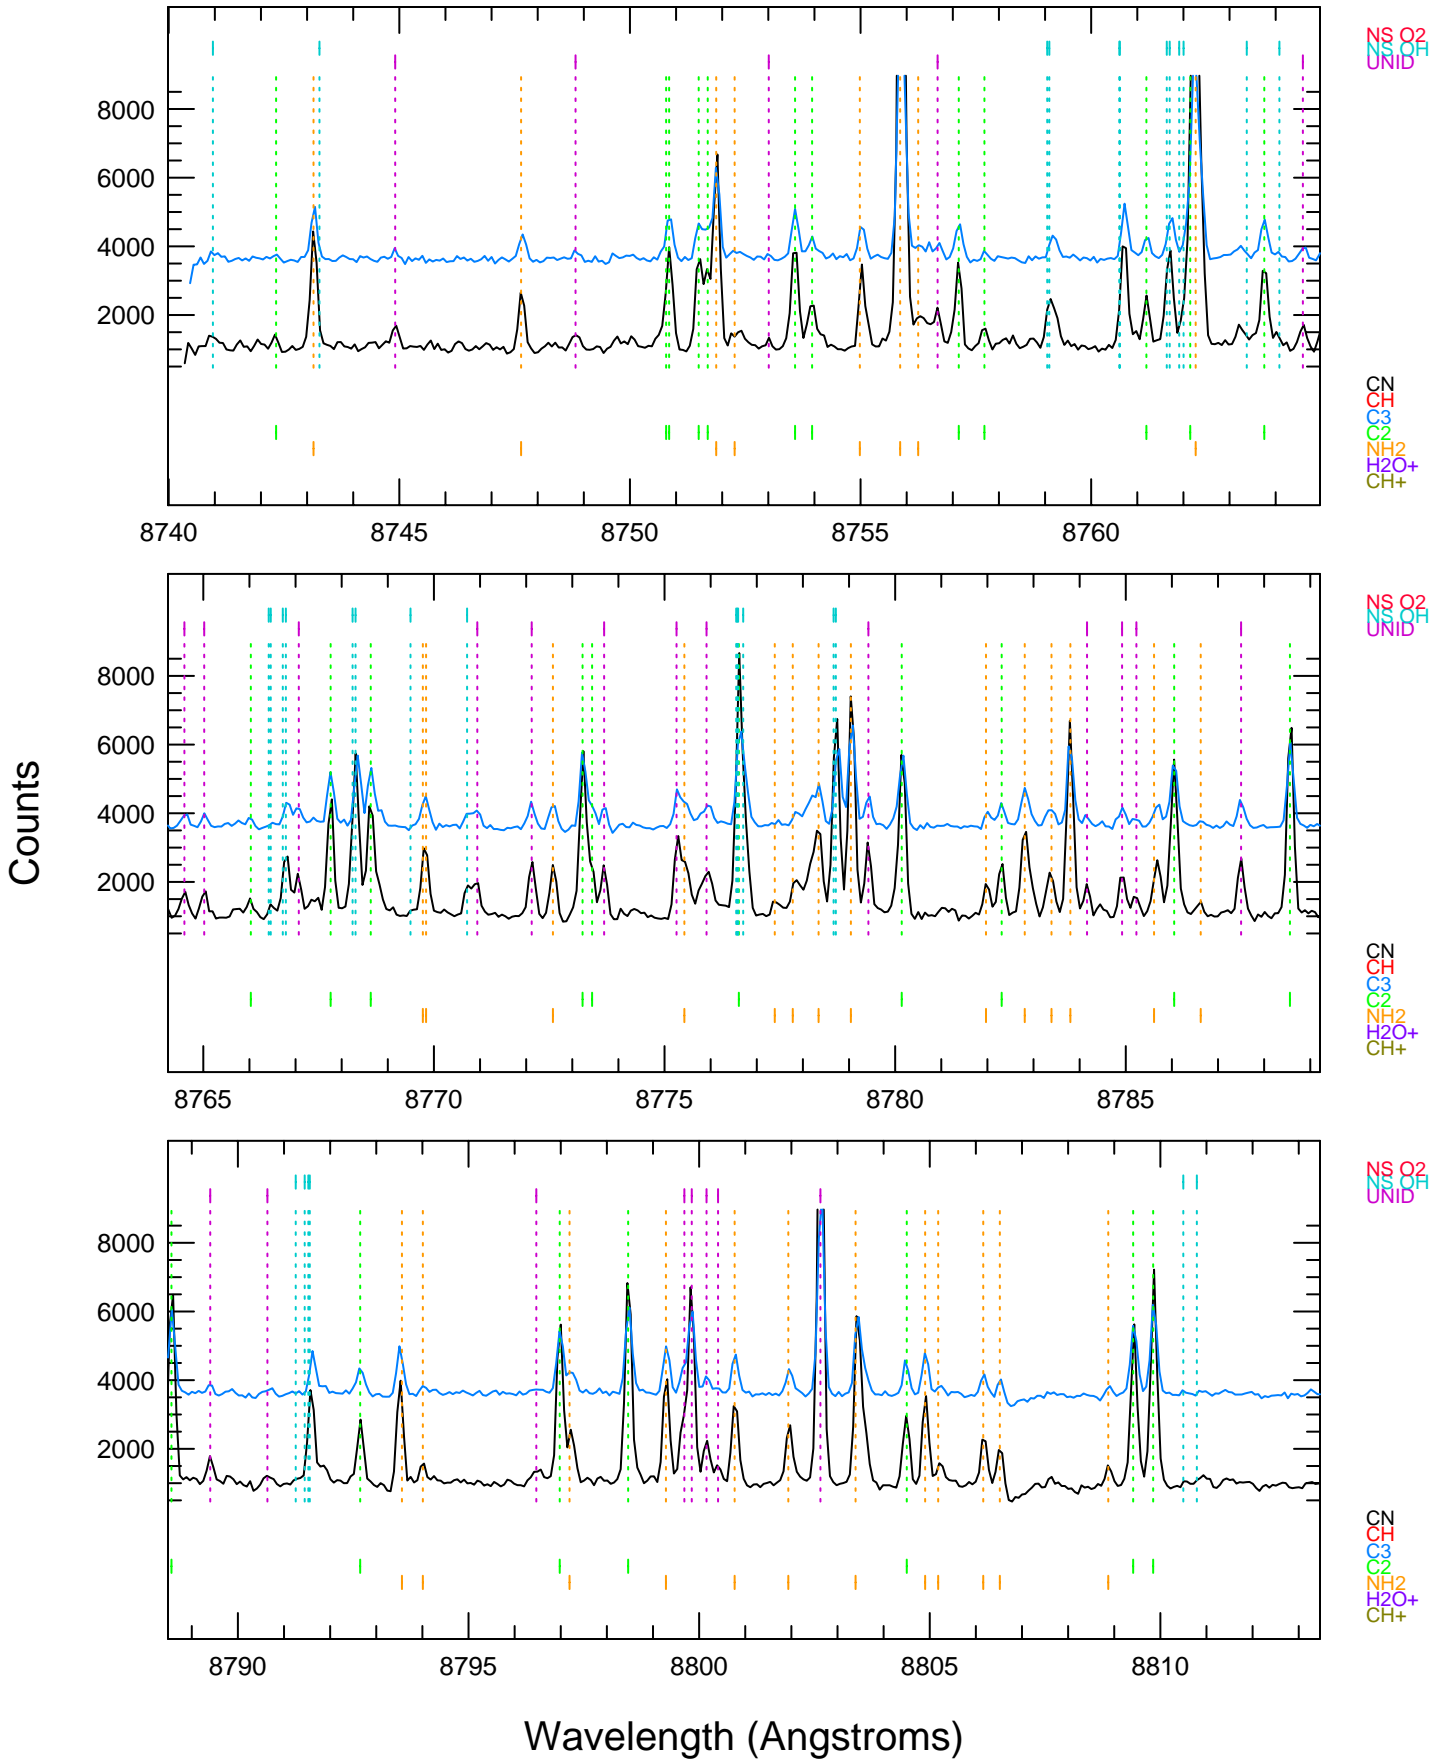 NS O2
NS OH
UNID
8000
6000
4000
2000
CN
CH
C3
C2
NH2
H2O+
CH+
8740 8745 8750 8755 8760
NS O2
NS OH
UNID
8000
6000
4000
2000
Counts
CN
CH
C3
C2
NH2
H2O+
CH+
8765 8770 8775 8780 8785
NS O2
NS OH
UNID
8000
6000
4000
2000
CN
CH
C3
C2
NH2
H2O+
CH+
8790 8795 8800 8805 8810
Wavelength (Angstroms)